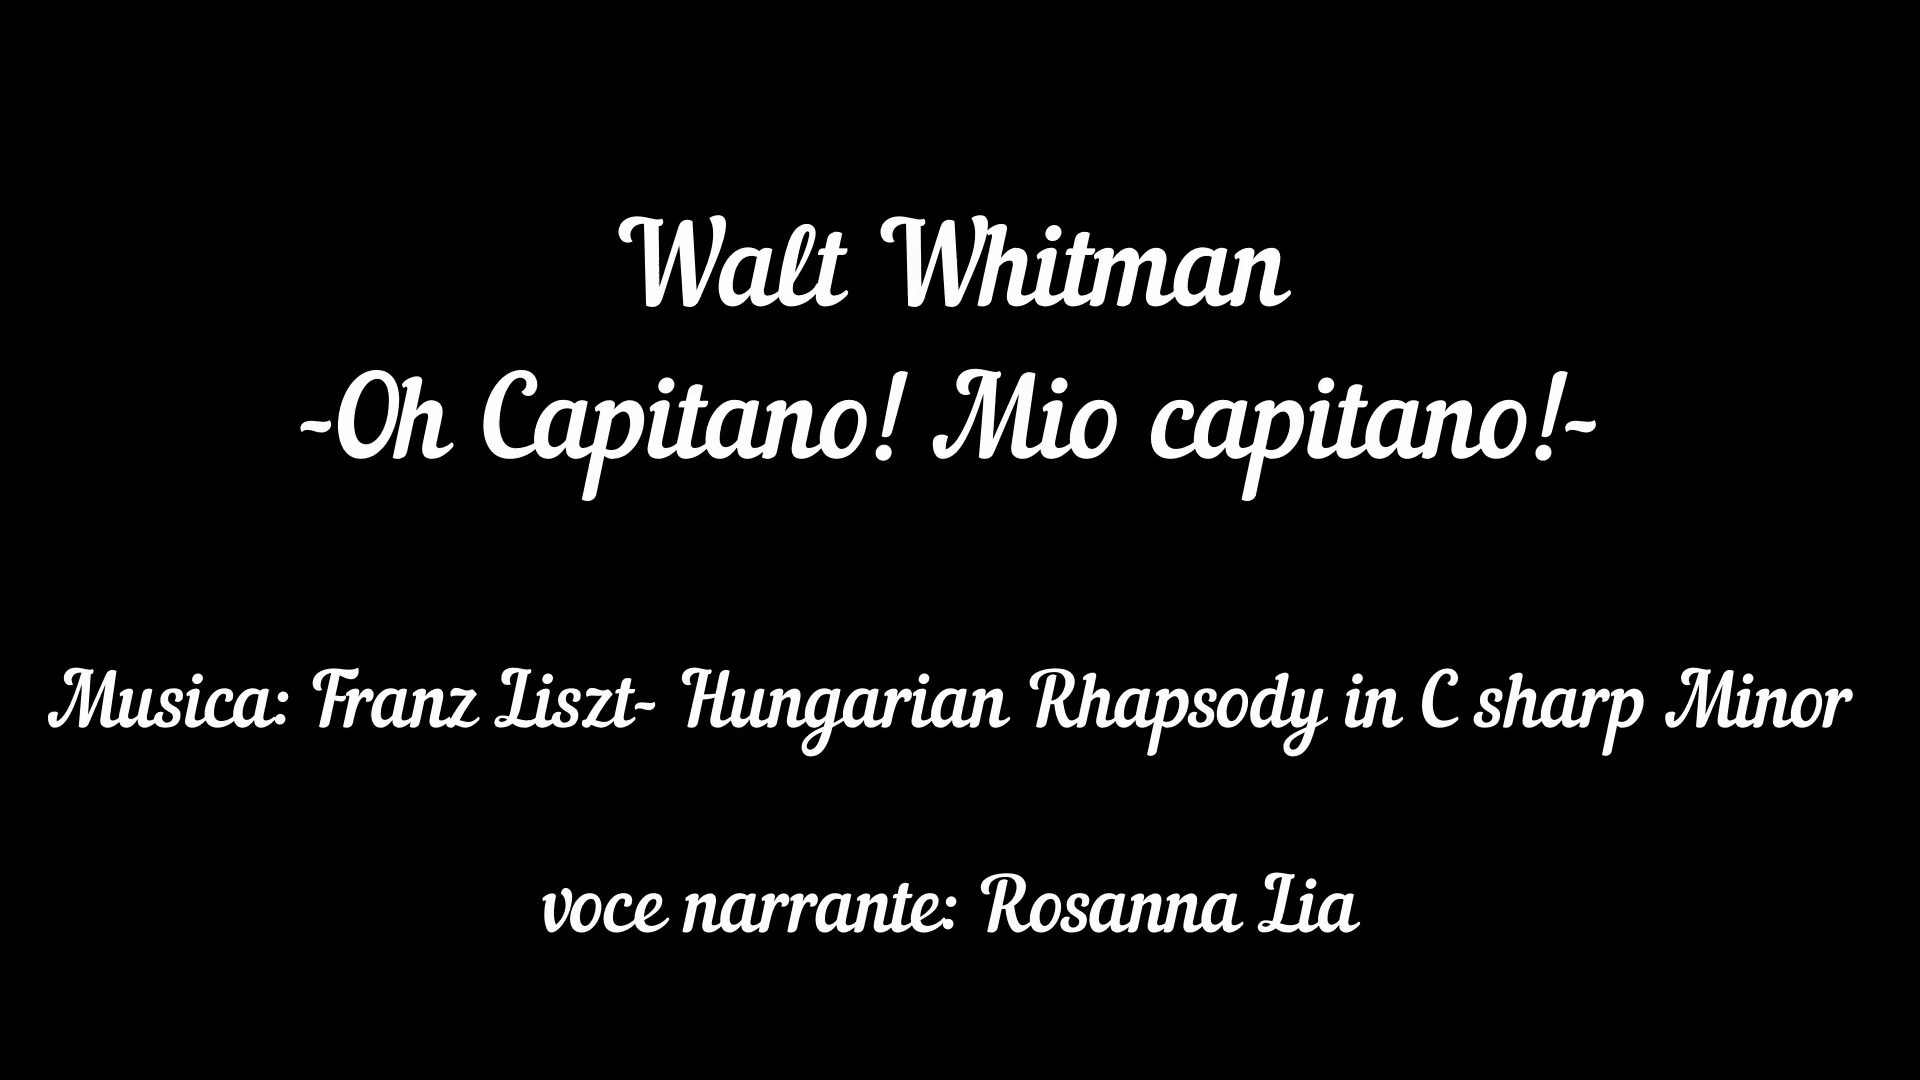 Walt Whitman
~Oh Capitano! Mio capitano!~
Musica: Franz Liszt- Hungarian Rhapsody in C sharp Minor
voce narrante: Rosanna Lia